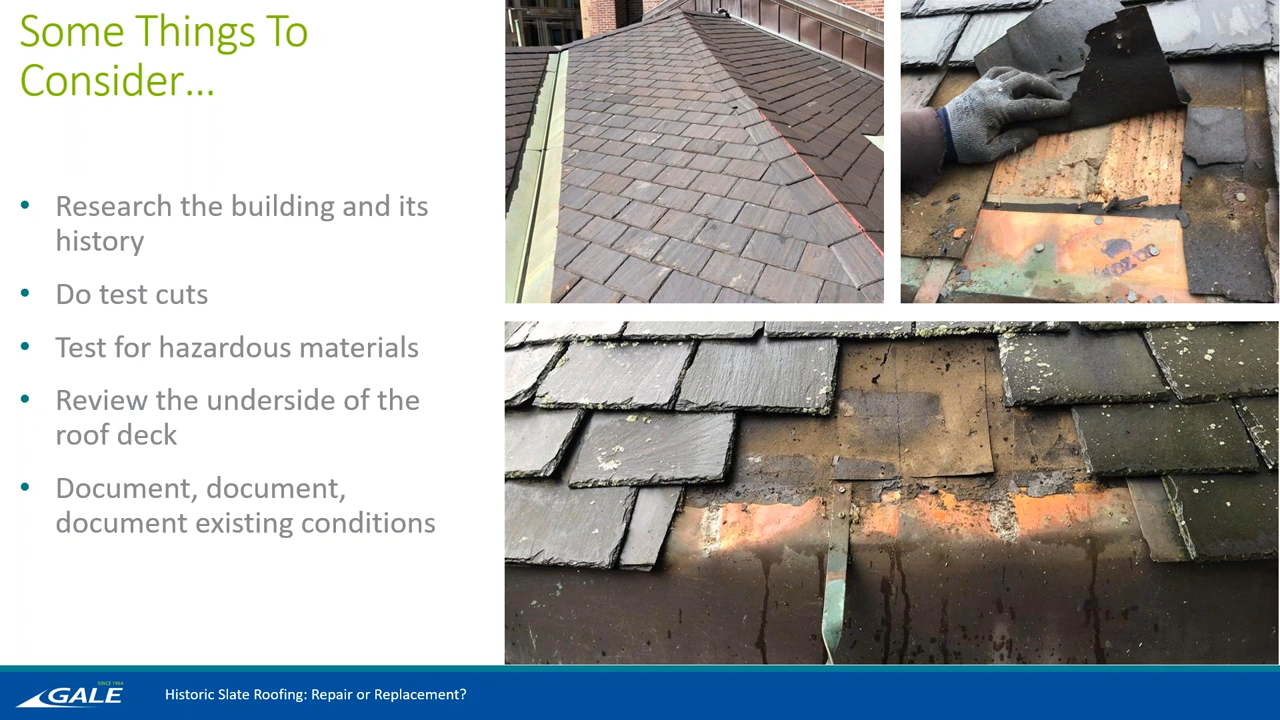 Some Things To
Consider…
• Research the building and its
history
• Do test cuts
• Test for hazardous materials
• Review the underside of the
roof deck
• Document, document,
document existing conditions
SINCE 1964
GALE
Historic Slate Roofing: Repair or Replacement?